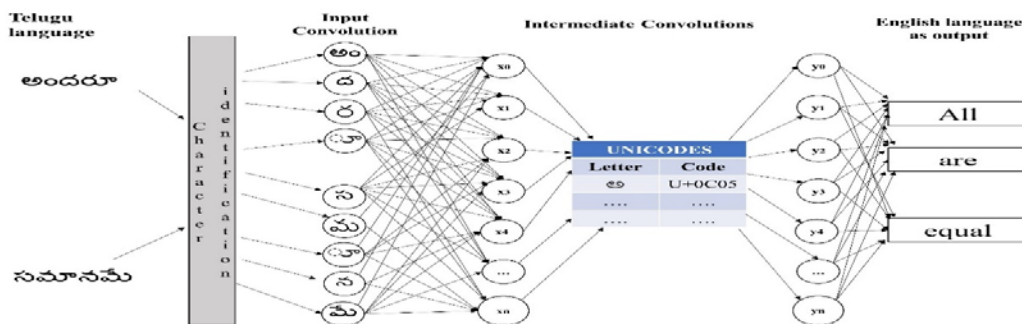 Telugu language
Input Convolution
Intermediate Convolutions
English language as output
అందరూ
సమానమే
Character identification
అం
ద
ర
ూ
స
మ
ా
న
మే
x0
x1
x2
x3
x4
...
xn
UNICODES
Letter Code
అ U+0C05
.... ....
.... ....
y0
y1
y2
y3
y4
...
yn
All
are
equal